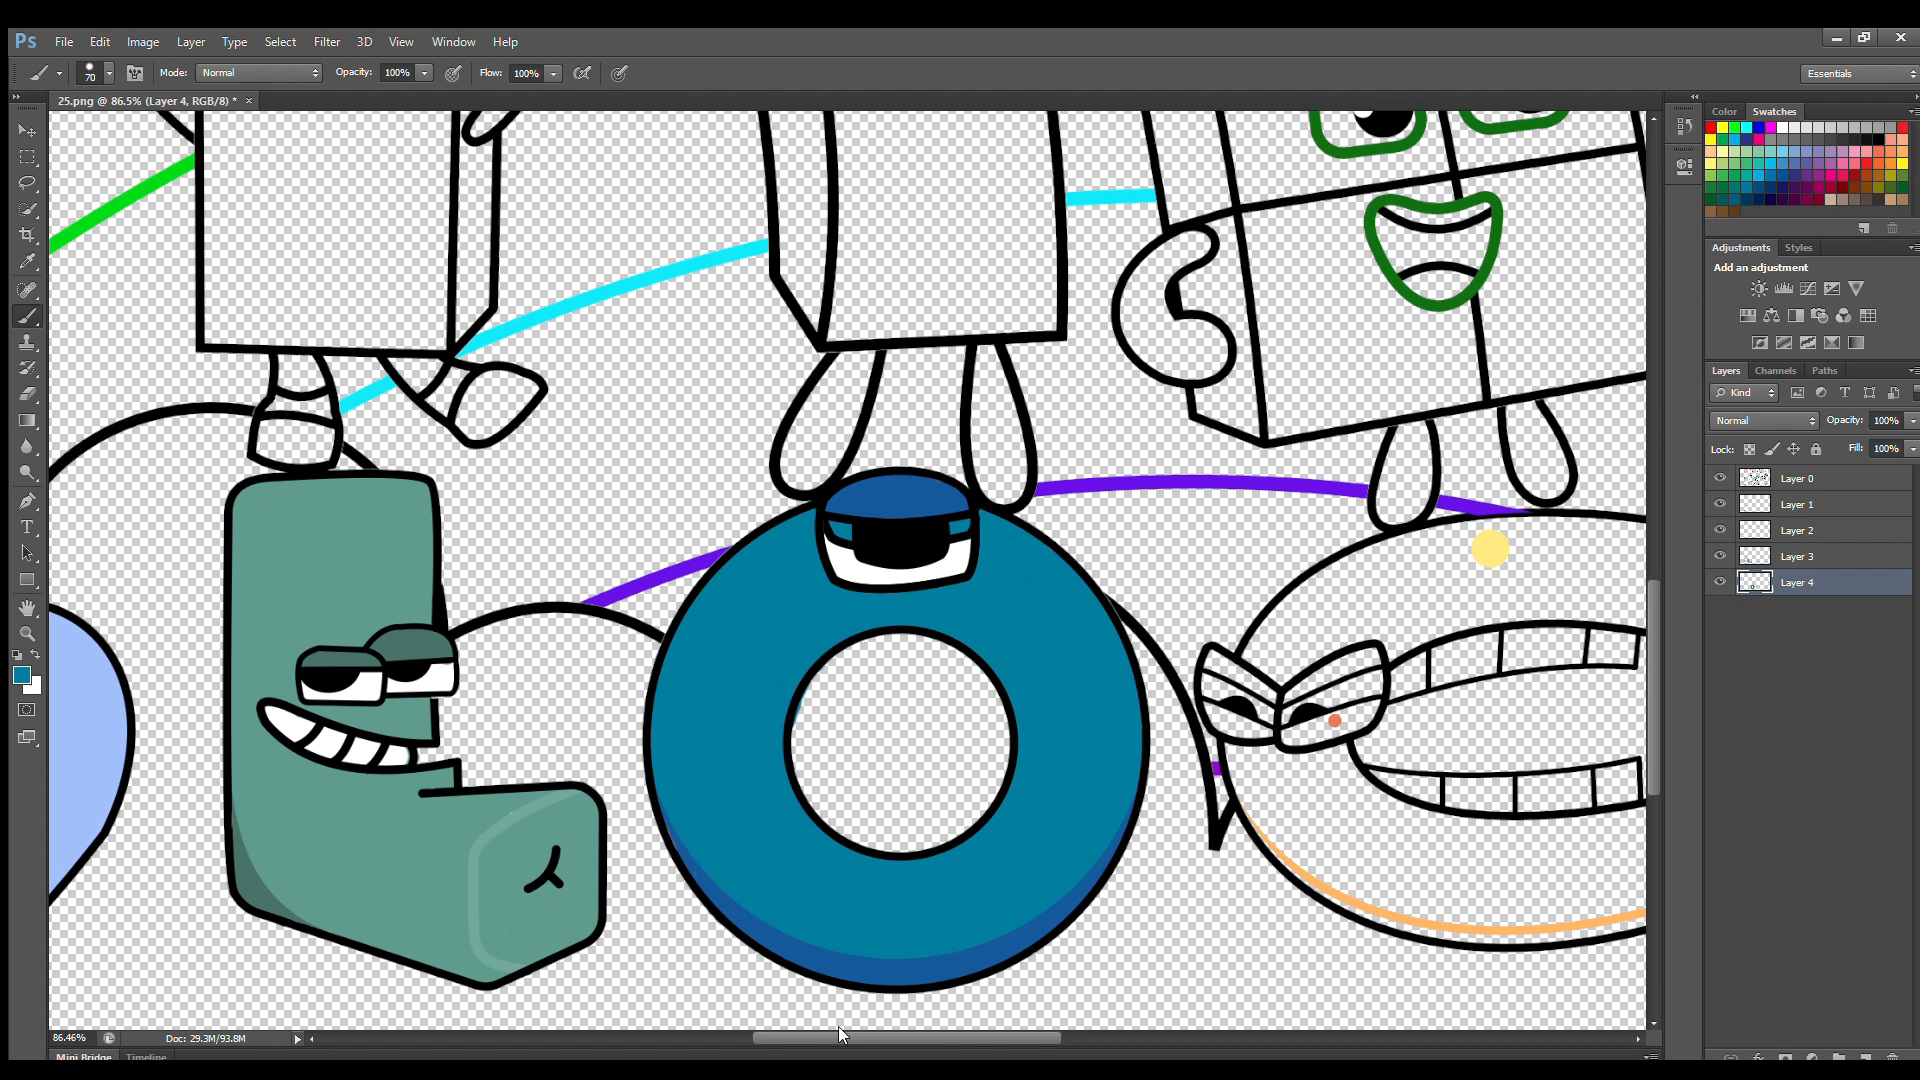 Ps File Edit Image Layer Type Select Filter 3D View Window Help
70 Mode: Normal Opacity: 100% Flow: 100% Essentials
25.png @ 86.5% (Layer 4, RGB/8) * ×
Color Swatches
Adjustments Styles
Add an adjustment
Layers Channels Paths
Kind
Normal Opacity: 100%
Lock: Fill: 100%
Layer 0
Layer 1
Layer 2
Layer 3
Layer 4
86.46% Doc: 29.3M/93.8M
Mini Bridge Timeline